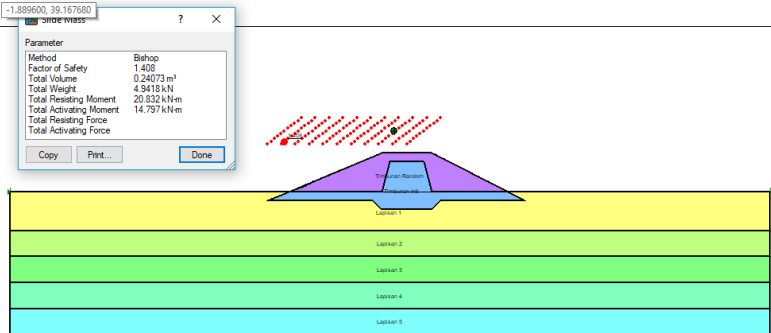 -1.889600, 39.167680
Slide Mass ? ×
Parameter
Method Bishop
Factor of Safety 1.408
Total Volume 0.24073 m³
Total Weight 4.9418 kN
Total Resisting Moment 20.832 kN-m
Total Activating Moment 14.797 kN-m
Total Resisting Force
Total Activating Force
Copy Print... Done
Timbunan Random
Timbunan Inti
Lapisan 1
Lapisan 2
Lapisan 3
Lapisan 4
Lapisan 5